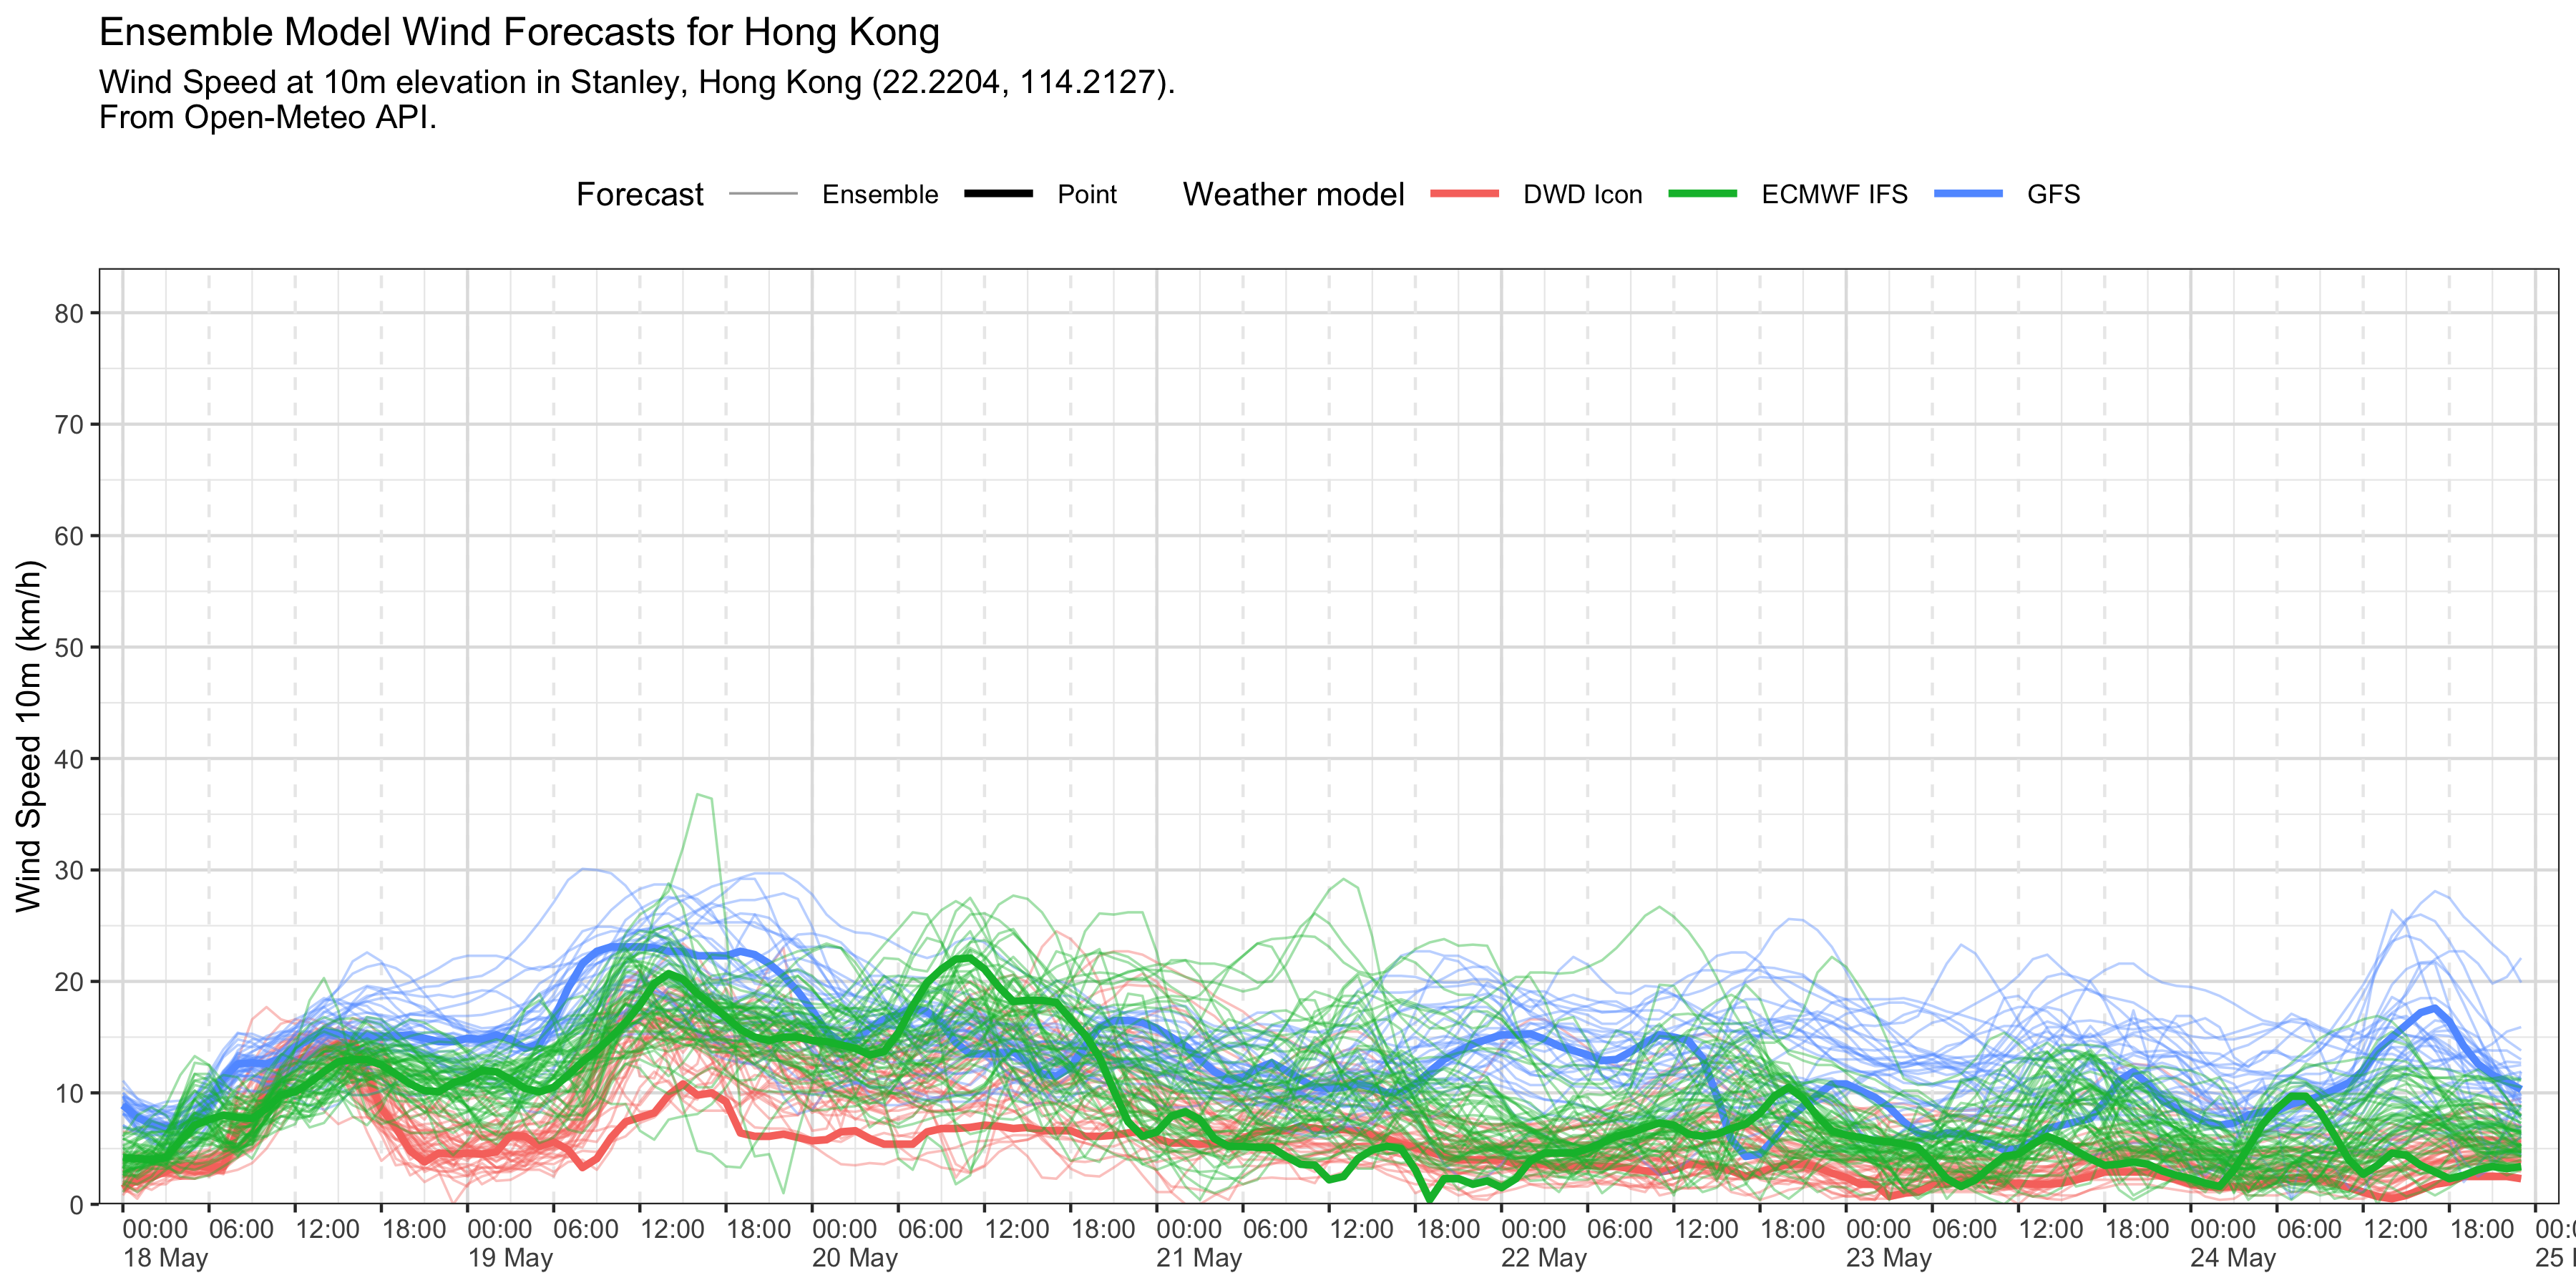 Ensemble Model Wind Forecasts for Hong Kong
Wind Speed at 10m elevation in Stanley, Hong Kong (22.2204, 114.2127).
From Open-Meteo API.
Forecast Ensemble Point Weather model DWD Icon ECMWF IFS GFS
Wind Speed 10m (km/h)
80
70
60
50
40
30
20
10
0
00:00 06:00 12:00 18:00 00:00 06:00 12:00 18:00 00:00 06:00 12:00 18:00 00:00 06:00 12:00 18:00 00:00 06:00 12:00 18:00 00:00 06:00 12:00 18:00 00:00 06:00 12:00 18:00
18 May 19 May 20 May 21 May 22 May 23 May 24 May 25